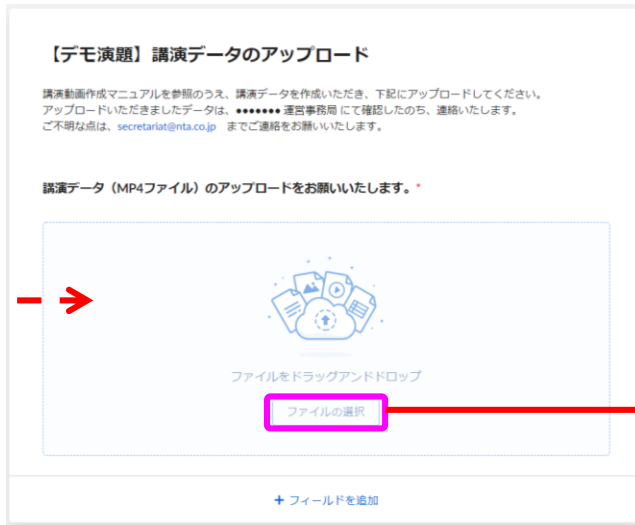 【デモ演題】講演データのアップロード
講演動画作成マニュアルを参照のうえ、講演データを作成いただき、下記にアップロードしてください。
アップロードいただきましたデータは、●●●●●●● 運営事務局 にて確認したのち、連絡いたします。
ご不明な点は、secretariat@nta.co.jp までご連絡をお願いいたします。
講演データ（MP4ファイル）のアップロードをお願いいたします。*
ファイルをドラッグアンドドロップ
ファイルの選択
+ フィールドを追加